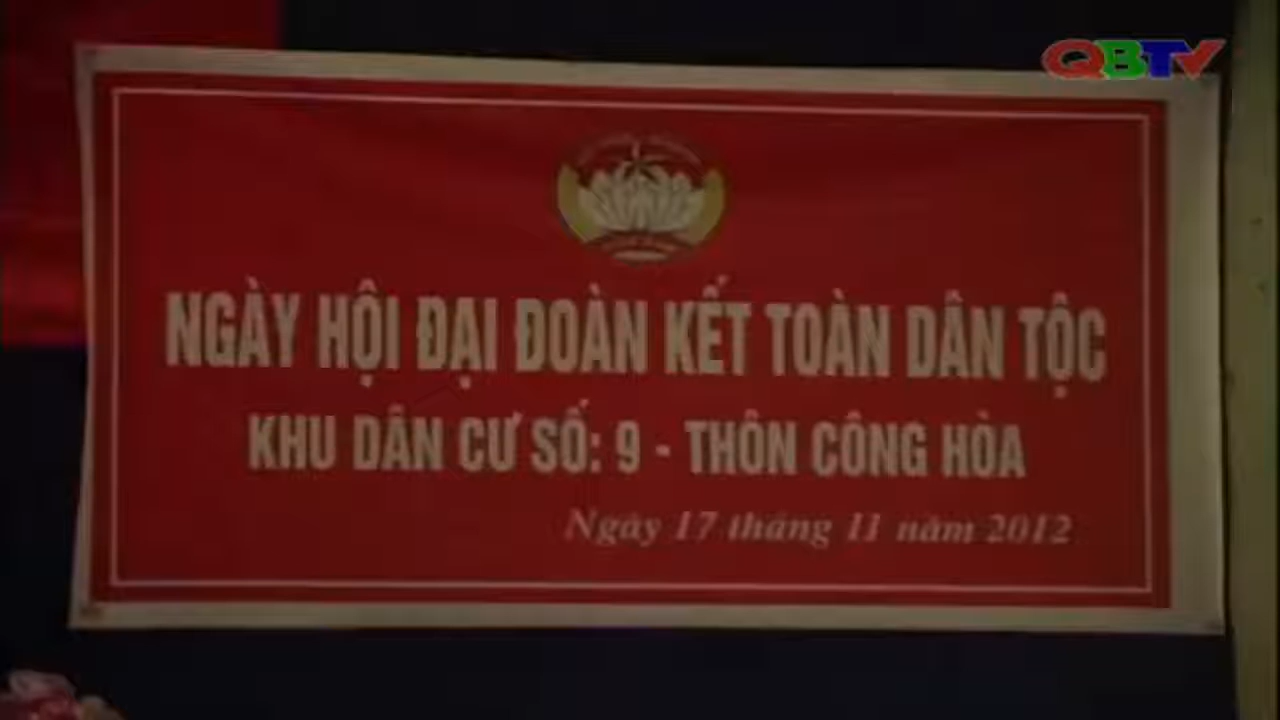 QBTV
NGÀY HỘI ĐẠI ĐOÀN KẾT TOÀN DÂN TỘC
KHU DÂN CƯ SỐ: 9 - THÔN CÔNG HÒA
Ngày 17 tháng 11 năm 2012